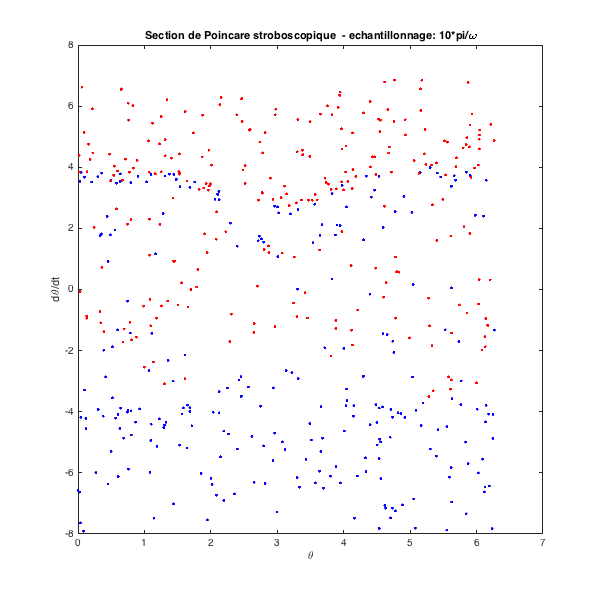 Section de Poincare stroboscopique - echantillonnage: 10*pi/ω
8
6
4
2
0
-2
-4
-6
-8
dθ/dt
0 1 2 3 4 5 6 7
θ